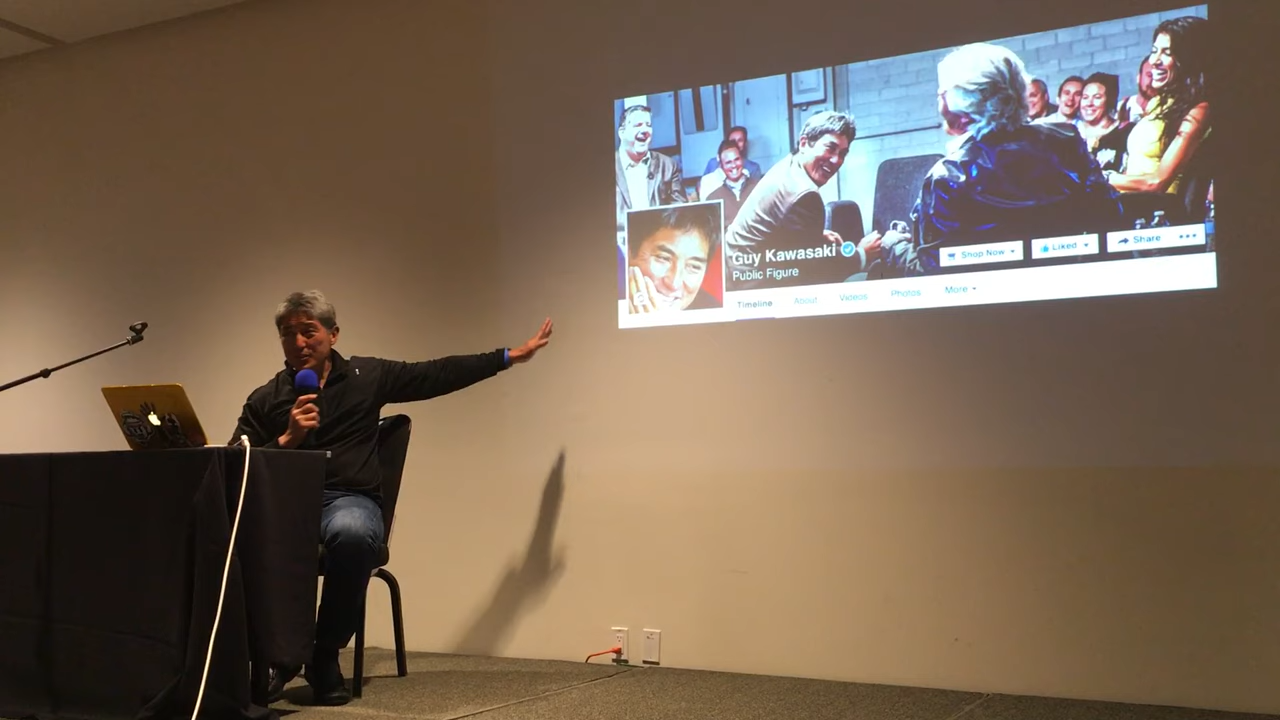 Guy Kawasaki
Public Figure
Shop Now
Liked
Share
Timeline About Videos Photos More